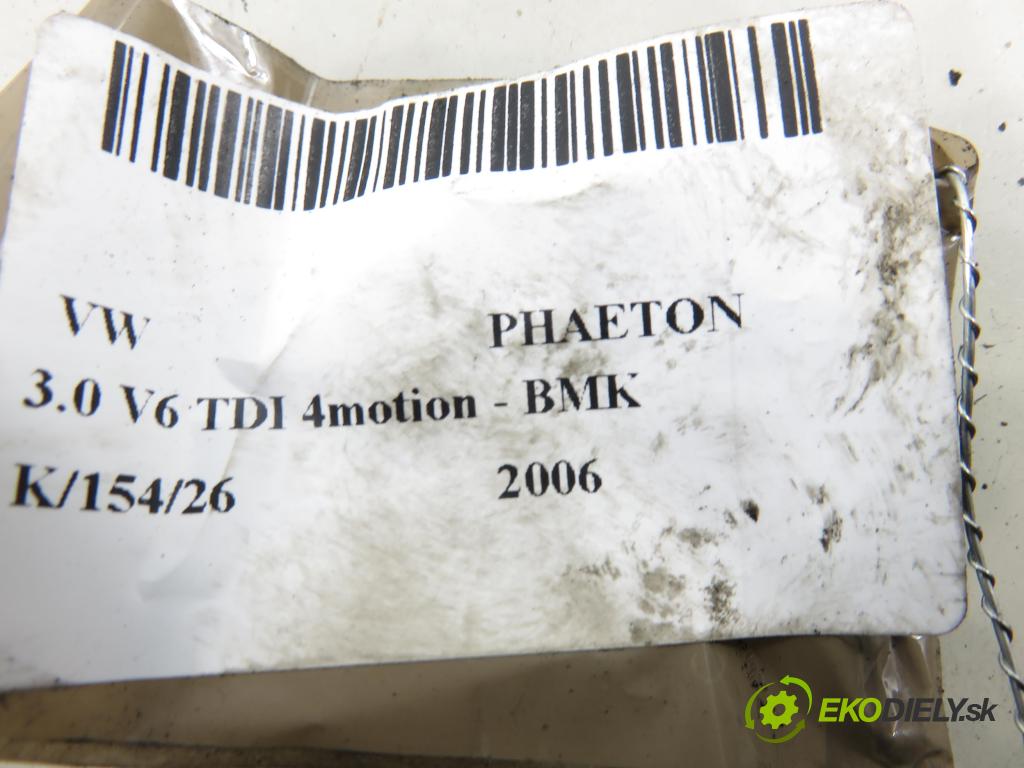 VW PHAETON
3.0 V6 TDI 4motion - BMK
K/154/26 2006
EKODIELY.sk